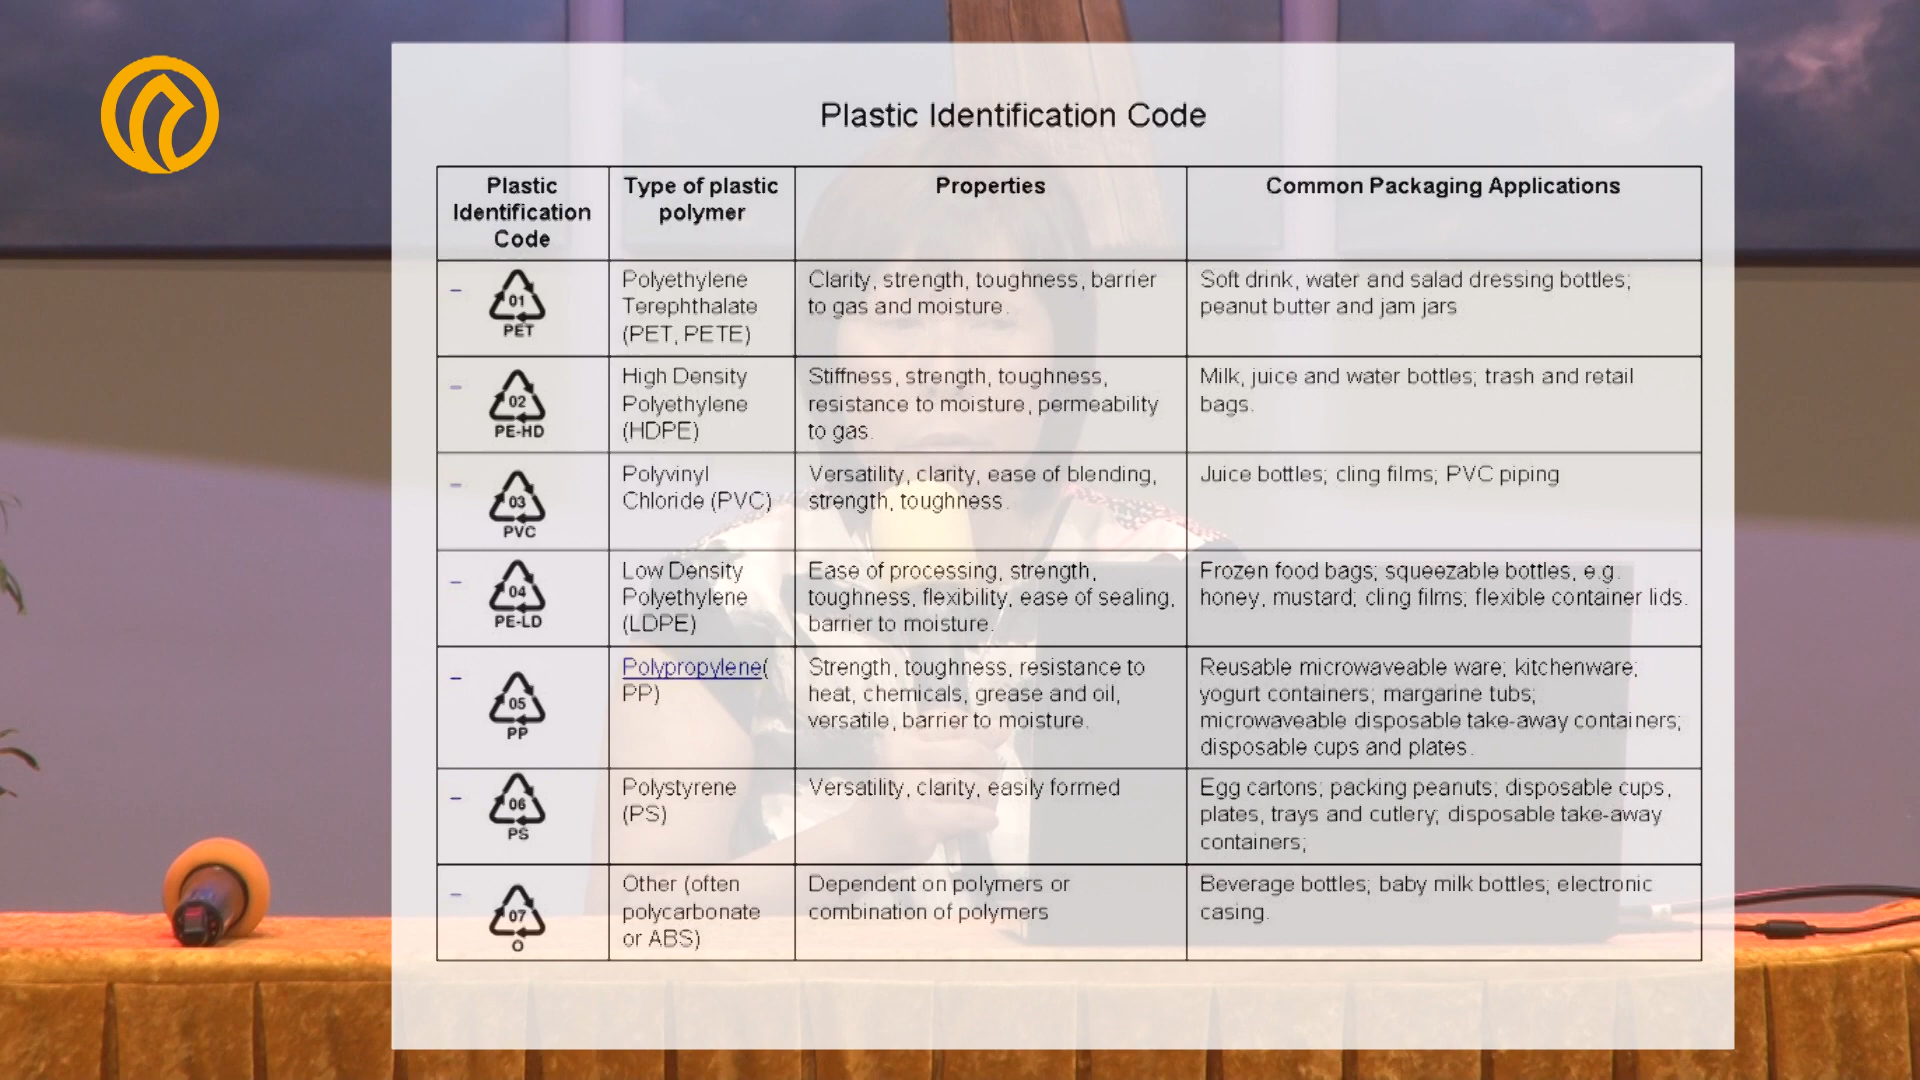 Plastic Identification Code
Plastic
Identification
Code
Type of plastic
polymer
Properties
Common Packaging Applications
01
PET
Polyethylene
Terephthalate
(PET, PETE)
Clarity, strength, toughness, barrier
to gas and moisture.
Soft drink, water and salad dressing bottles;
peanut butter and jam jars
02
PE-HD
High Density
Polyethylene
(HDPE)
Stiffness, strength, toughness,
resistance to moisture, permeability
to gas.
Milk, juice and water bottles; trash and retail
bags.
03
PVC
Polyvinyl
Chloride (PVC)
Versatility, clarity, ease of blending,
strength, toughness.
Juice bottles; cling films; PVC piping
04
PE-LD
Low Density
Polyethylene
(LDPE)
Ease of processing, strength,
toughness, flexibility, ease of sealing,
barrier to moisture.
Frozen food bags; squeezable bottles, e.g.
honey, mustard; cling films; flexible container lids.
05
PP
Polypropylene(
PP)
Strength, toughness, resistance to
heat, chemicals, grease and oil,
versatile, barrier to moisture.
Reusable microwaveable ware; kitchenware;
yogurt containers; margarine tubs;
microwaveable disposable take-away containers;
disposable cups and plates.
06
PS
Polystyrene
(PS)
Versatility, clarity, easily formed
Egg cartons; packing peanuts; disposable cups,
plates, trays and cutlery; disposable take-away
containers;
07
O
Other (often
polycarbonate
or ABS)
Dependent on polymers or
combination of polymers
Beverage bottles; baby milk bottles; electronic
casing.